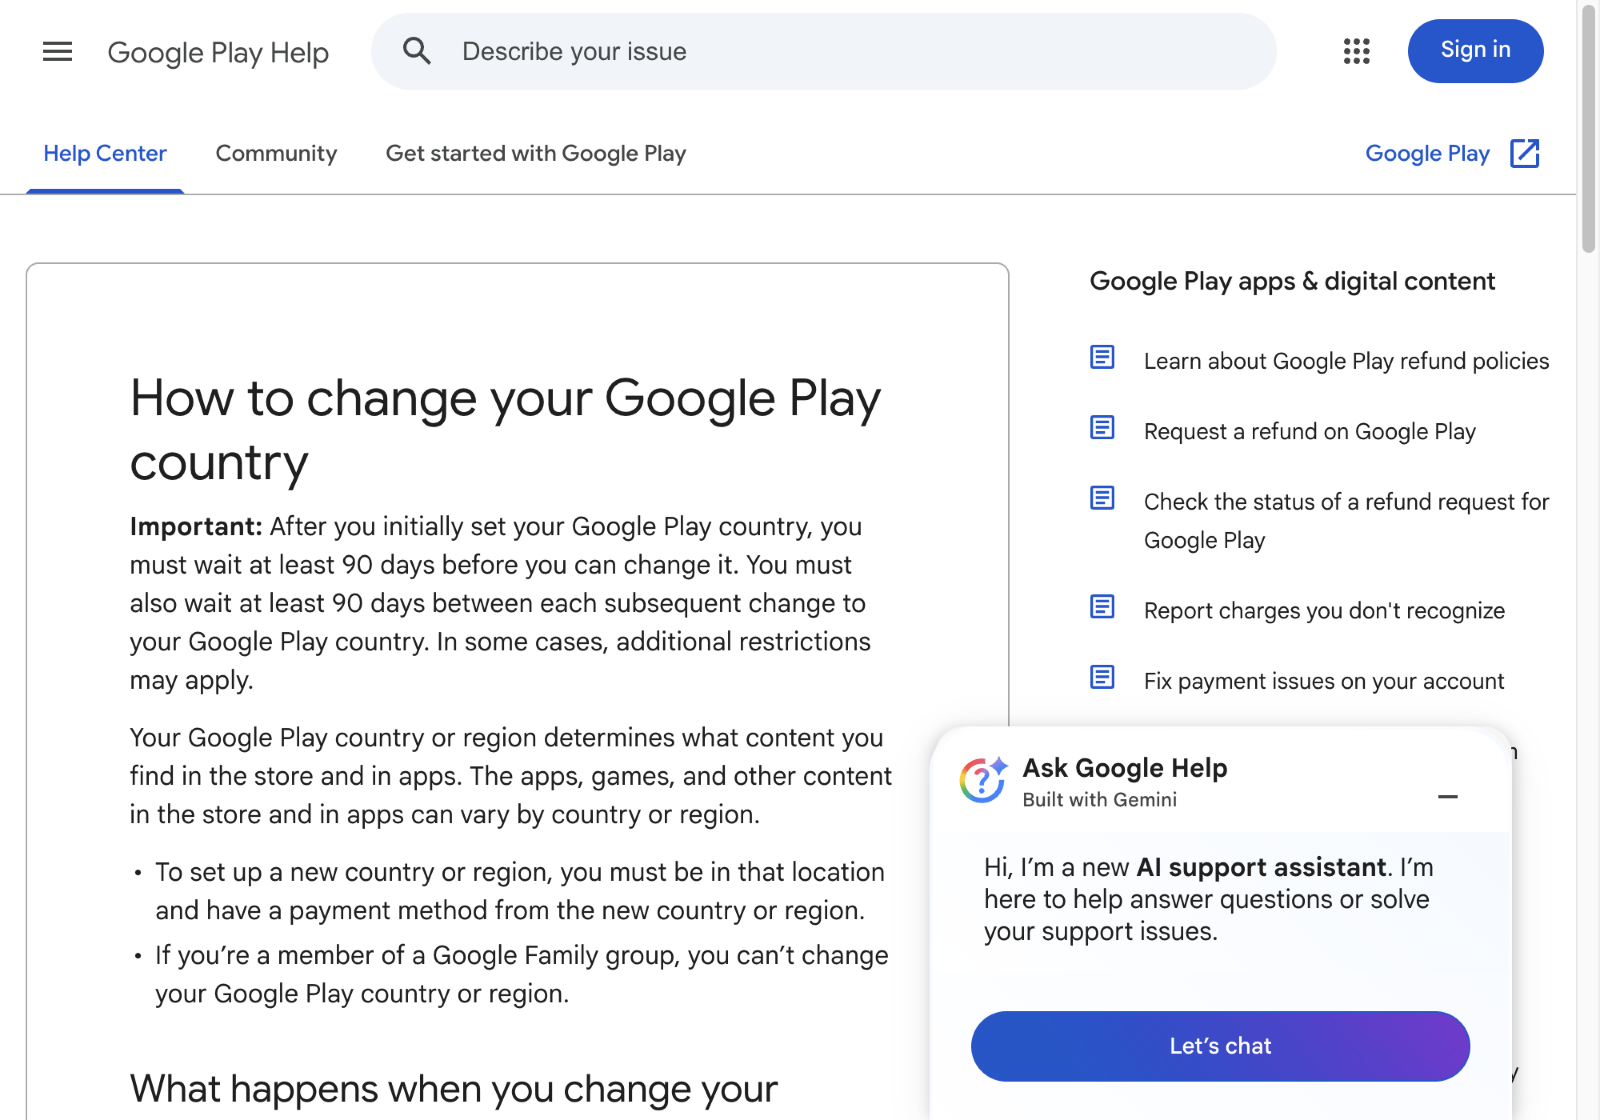 Google Play Help
Describe your issue
Sign in
Help Center
Community
Get started with Google Play
Google Play
How to change your Google Play
country
Important: After you initially set your Google Play country, you
must wait at least 90 days before you can change it. You must
also wait at least 90 days between each subsequent change to
your Google Play country. In some cases, additional restrictions
may apply.
Your Google Play country or region determines what content you
find in the store and in apps. The apps, games, and other content
in the store and in apps can vary by country or region.
• To set up a new country or region, you must be in that location
and have a payment method from the new country or region.
• If you’re a member of a Google Family group, you can’t change
your Google Play country or region.
What happens when you change your
Google Play apps & digital content
Learn about Google Play refund policies
Request a refund on Google Play
Check the status of a refund request for
Google Play
Report charges you don't recognize
Fix payment issues on your account
Ask Google Help
Built with Gemini
Hi, I’m a new AI support assistant. I’m
here to help answer questions or solve
your support issues.
Let’s chat